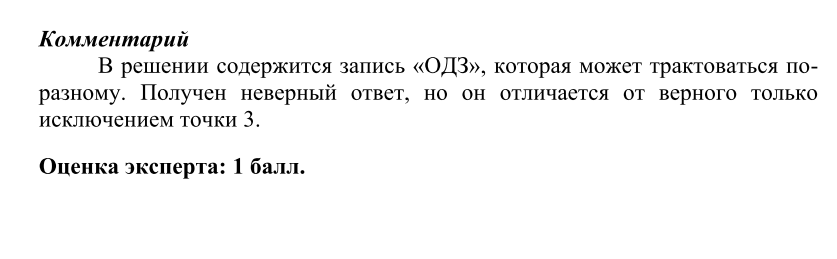 Комментарий
В решении содержится запись «ОДЗ», которая может трактоваться по-
разному. Получен неверный ответ, но он отличается от верного только
исключением точки 3.
Оценка эксперта: 1 балл.